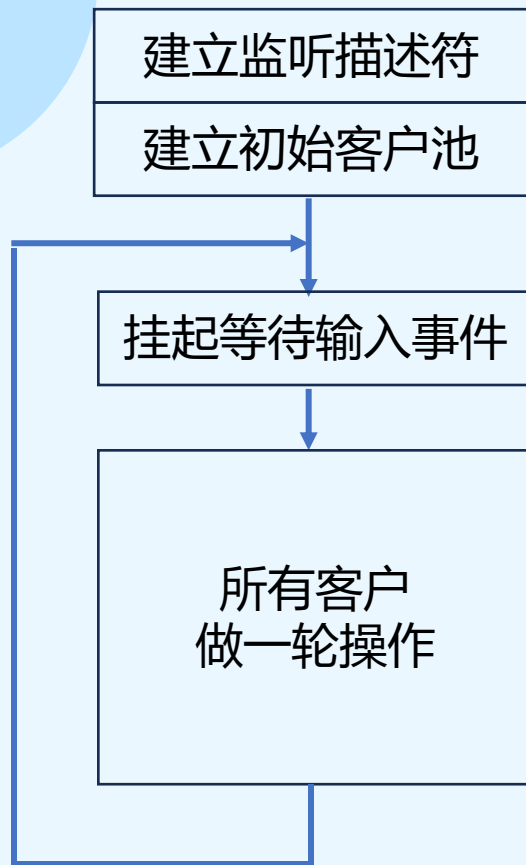 建立监听描述符
建立初始客户池
挂起等待输入事件
所有客户
做一轮操作